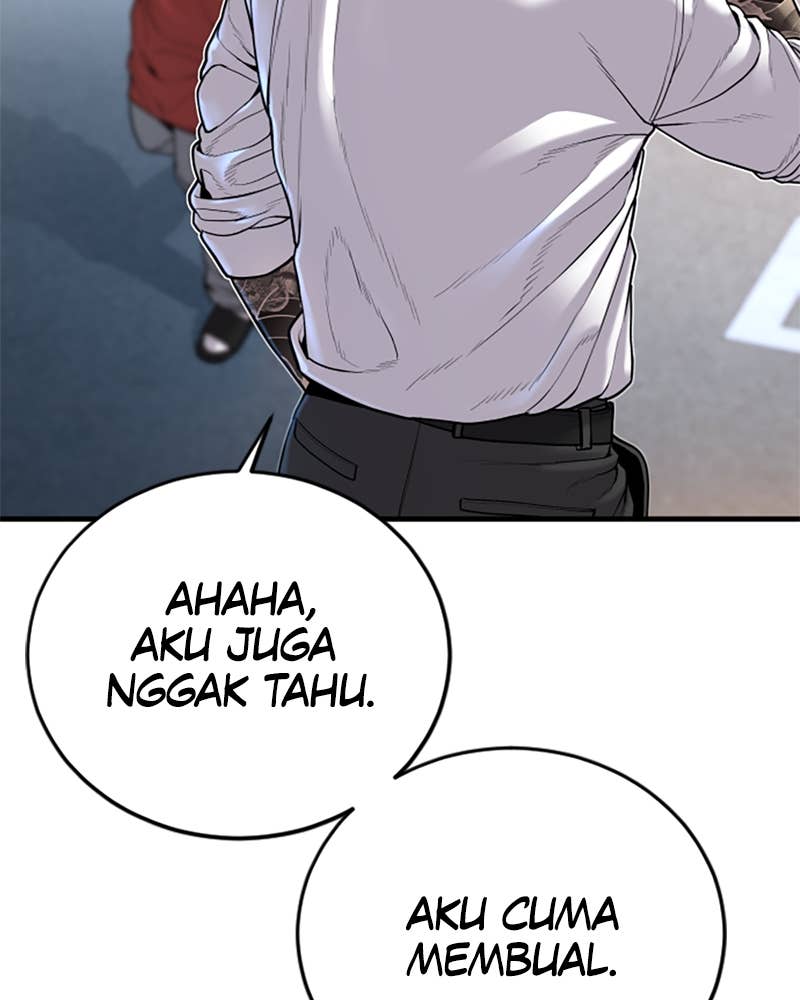 AHAHA,
AKU JUGA
NGGAK TAHU.
AKU CUMA
MEMBUAL.